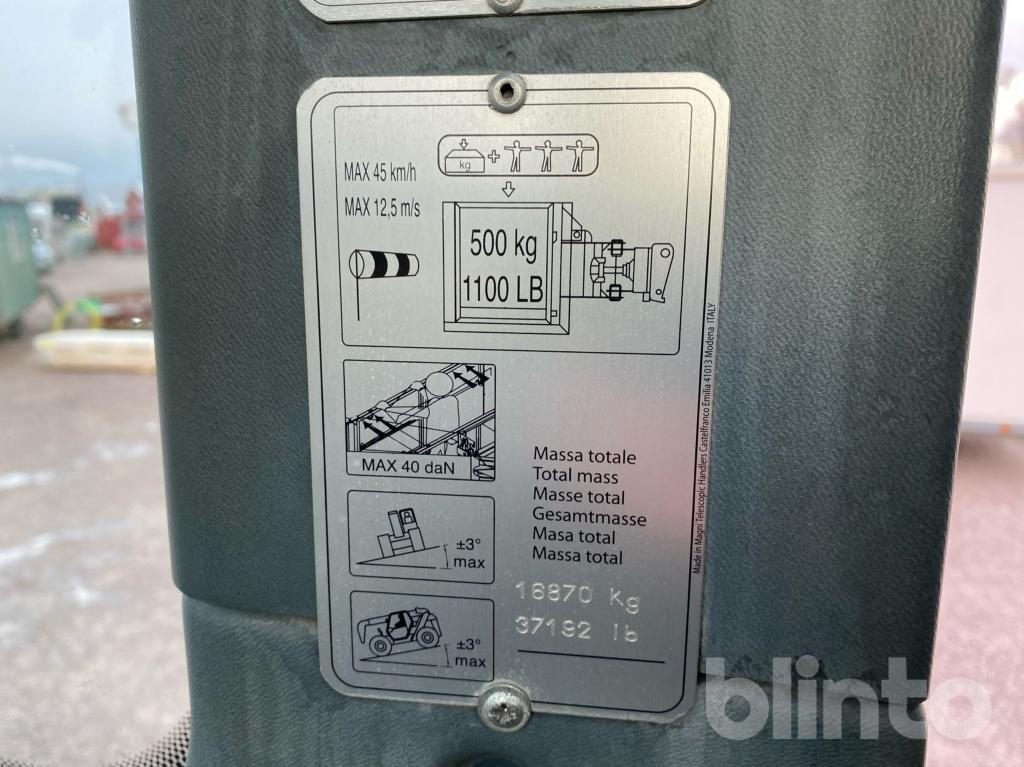 kg
MAX 45 km/h
MAX 12,5 m/s
500 kg
1100 LB
MAX 40 daN
±3°
max
±3°
max
Massa totale
Total mass
Masse total
Gesamtmasse
Masa total
Massa total
16870 Kg
37192 lb
Made in Magni Telescopic Handlers Castelfranco Emilia 41013 Modena ITALY
blinto™